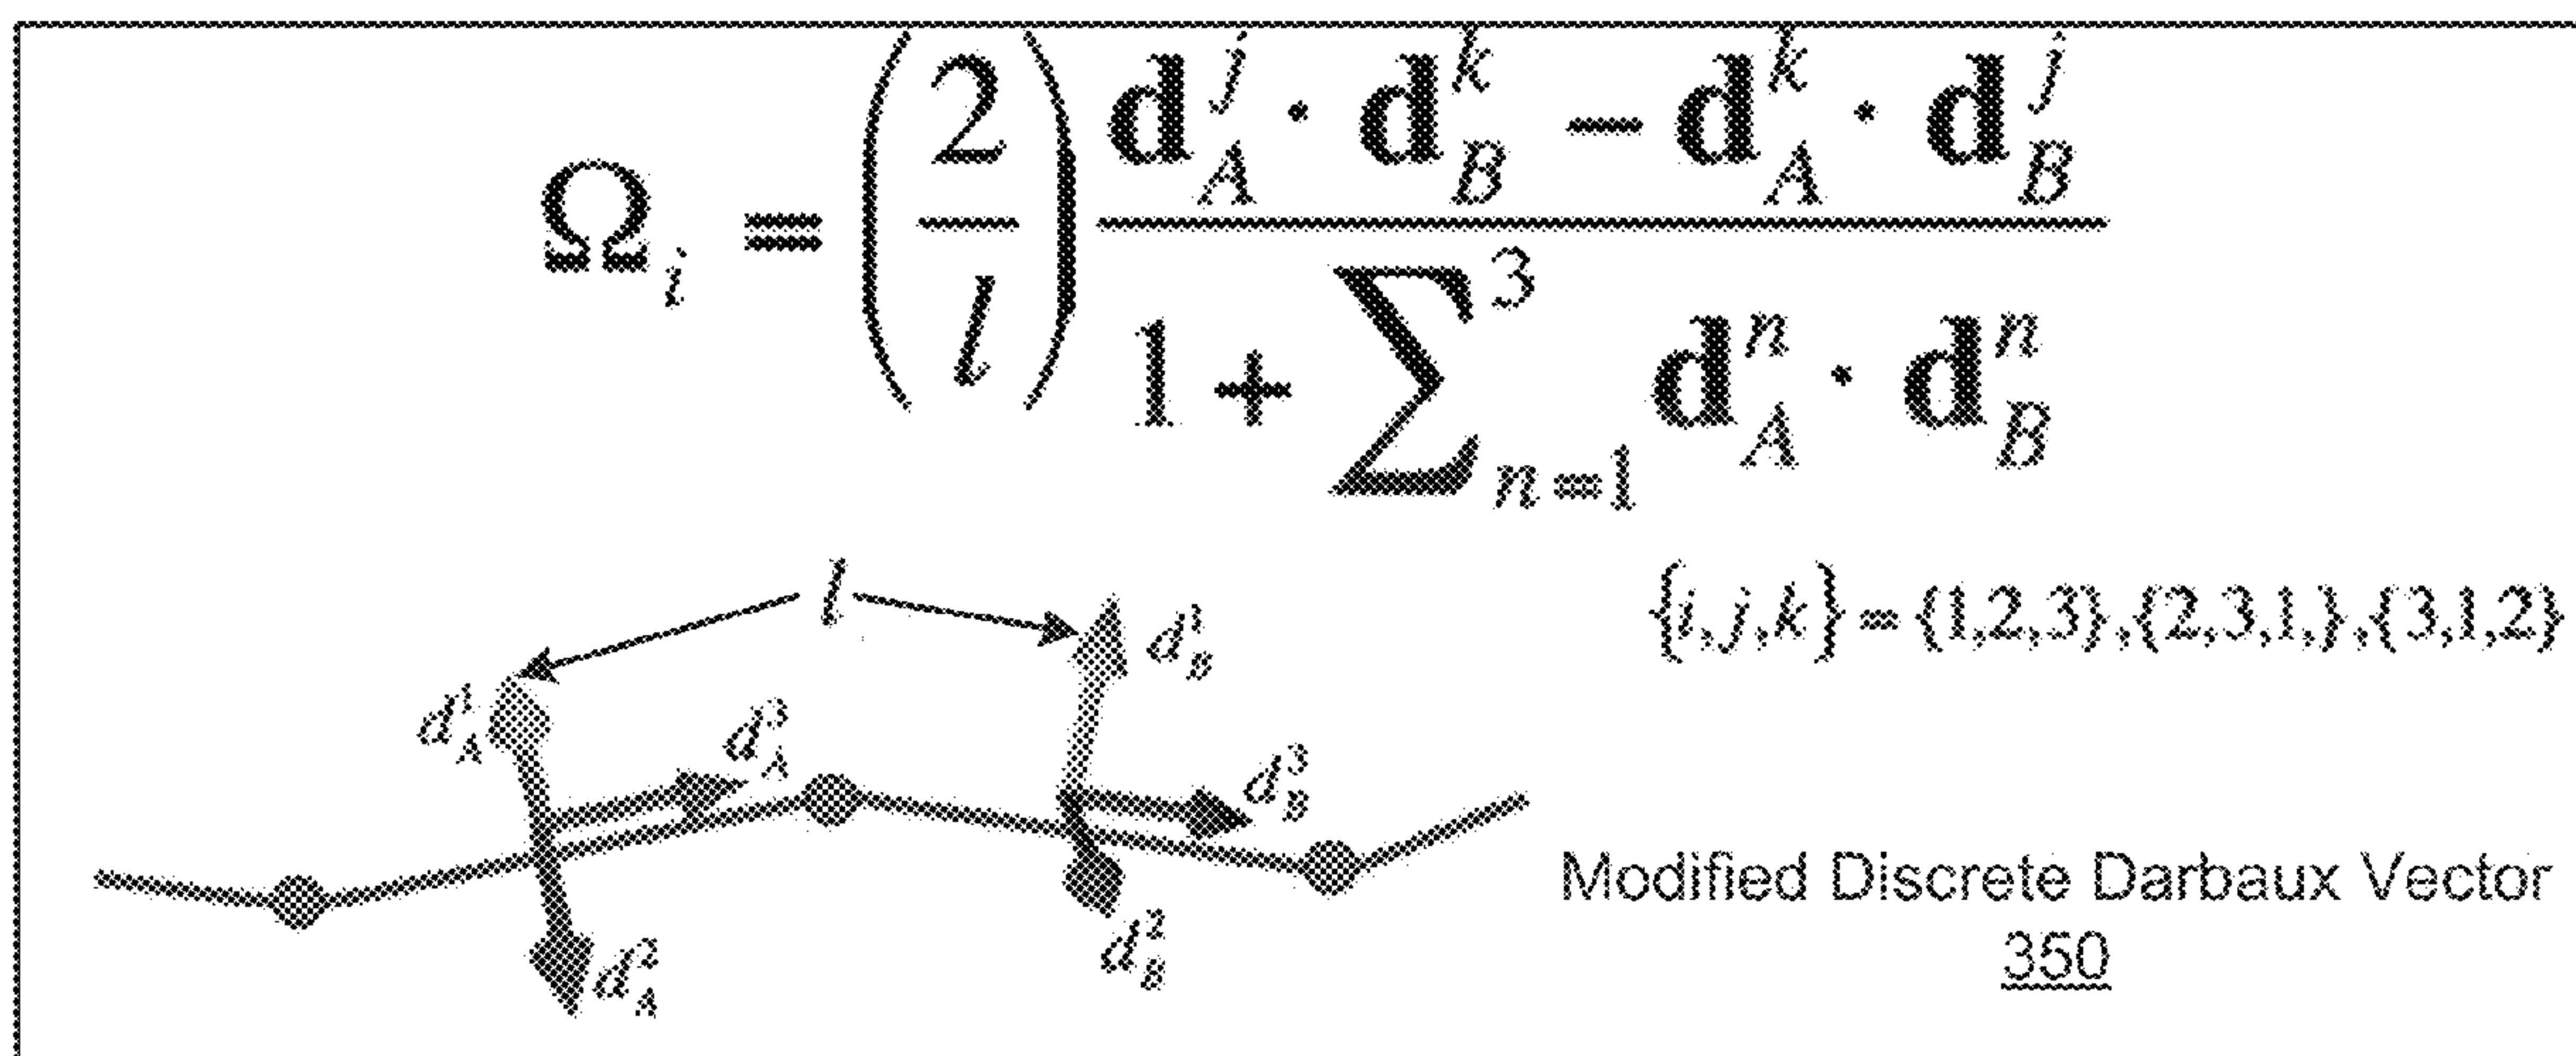 Ω_i = (2/l) (d_A^j · d_B^k − d_A^k · d_B^j) / (1 + ∑_{n=1}^3 d_A^n · d_B^n)
{i,j,k} = {1,2,3},{2,3,1,},{3,1,2}
l
d_A^1
d_A^3
d_B^1
d_B^3
d_A^2
d_B^2
Modified Discrete Darbaux Vector
350